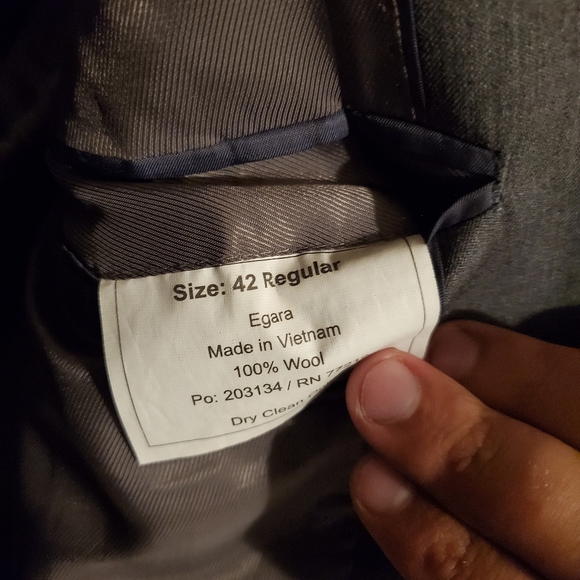 Size: 42 Regular
Egara
Made in Vietnam
100% Wool
Po: 203134 / RN
Dry Clean